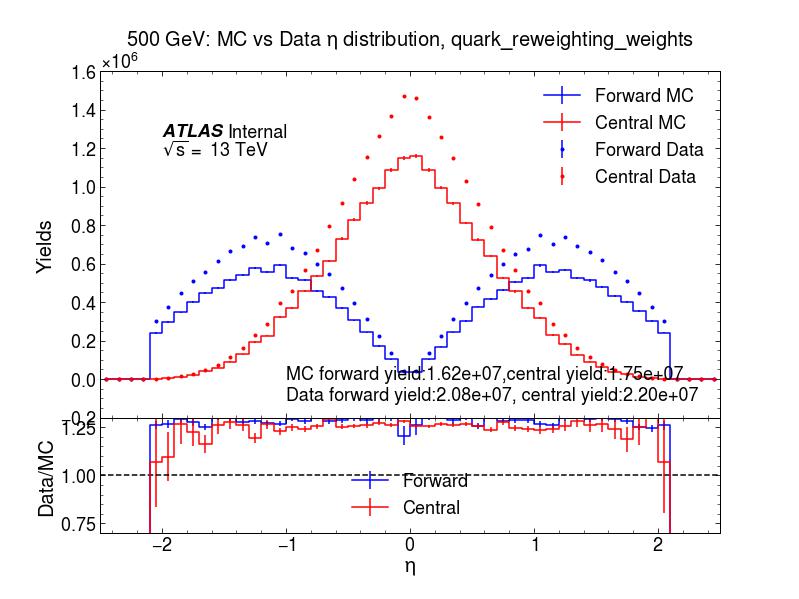 500 GeV: MC vs Data η distribution, quark_reweighting_weights
×10⁶
1.6
1.4
1.2
1.0
0.8
0.6
0.4
0.2
0.0
0.2
Yields
ATLAS Internal
√s = 13 TeV
Forward MC
Central MC
Forward Data
Central Data
MC forward yield:1.62e+07,central yield:1.75e+07
Data forward yield:2.08e+07, central yield:2.20e+07
1.25
1.00
0.75
Data/MC
Forward
Central
−2 −1 0 1 2
η